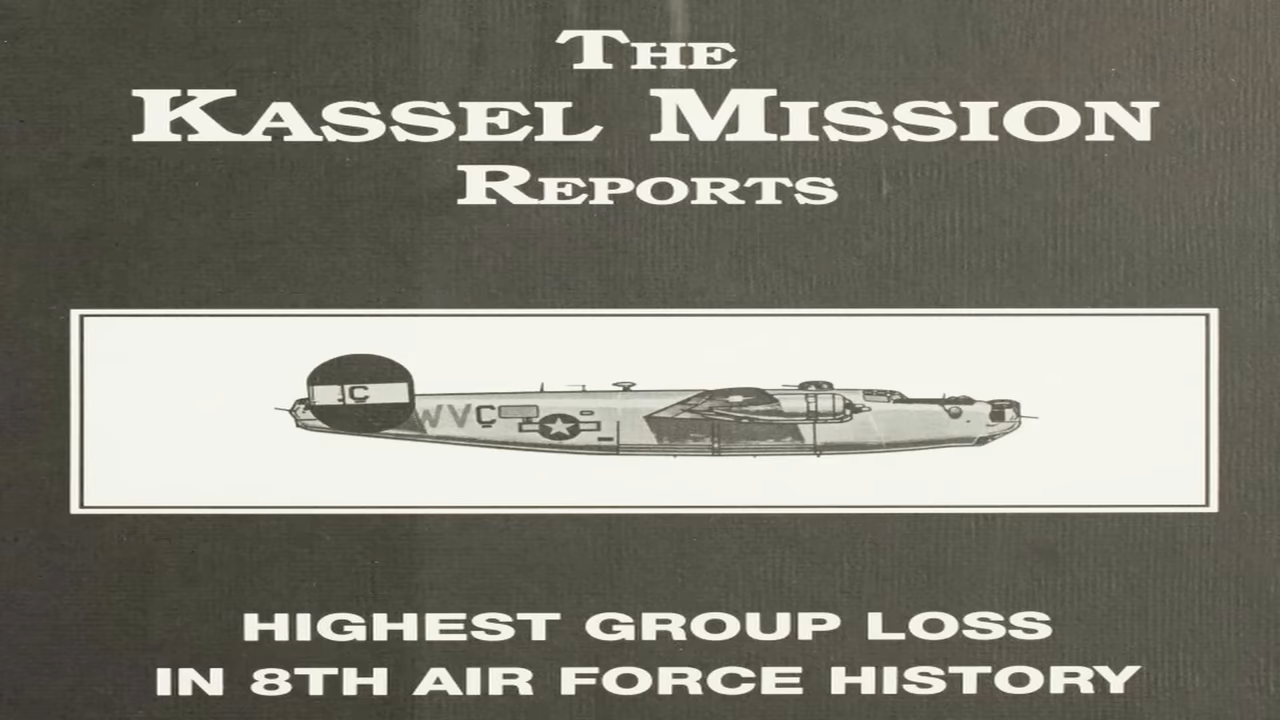 THE
KASSEL MISSION
REPORTS
C
WVC
HIGHEST GROUP LOSS
IN 8TH AIR FORCE HISTORY